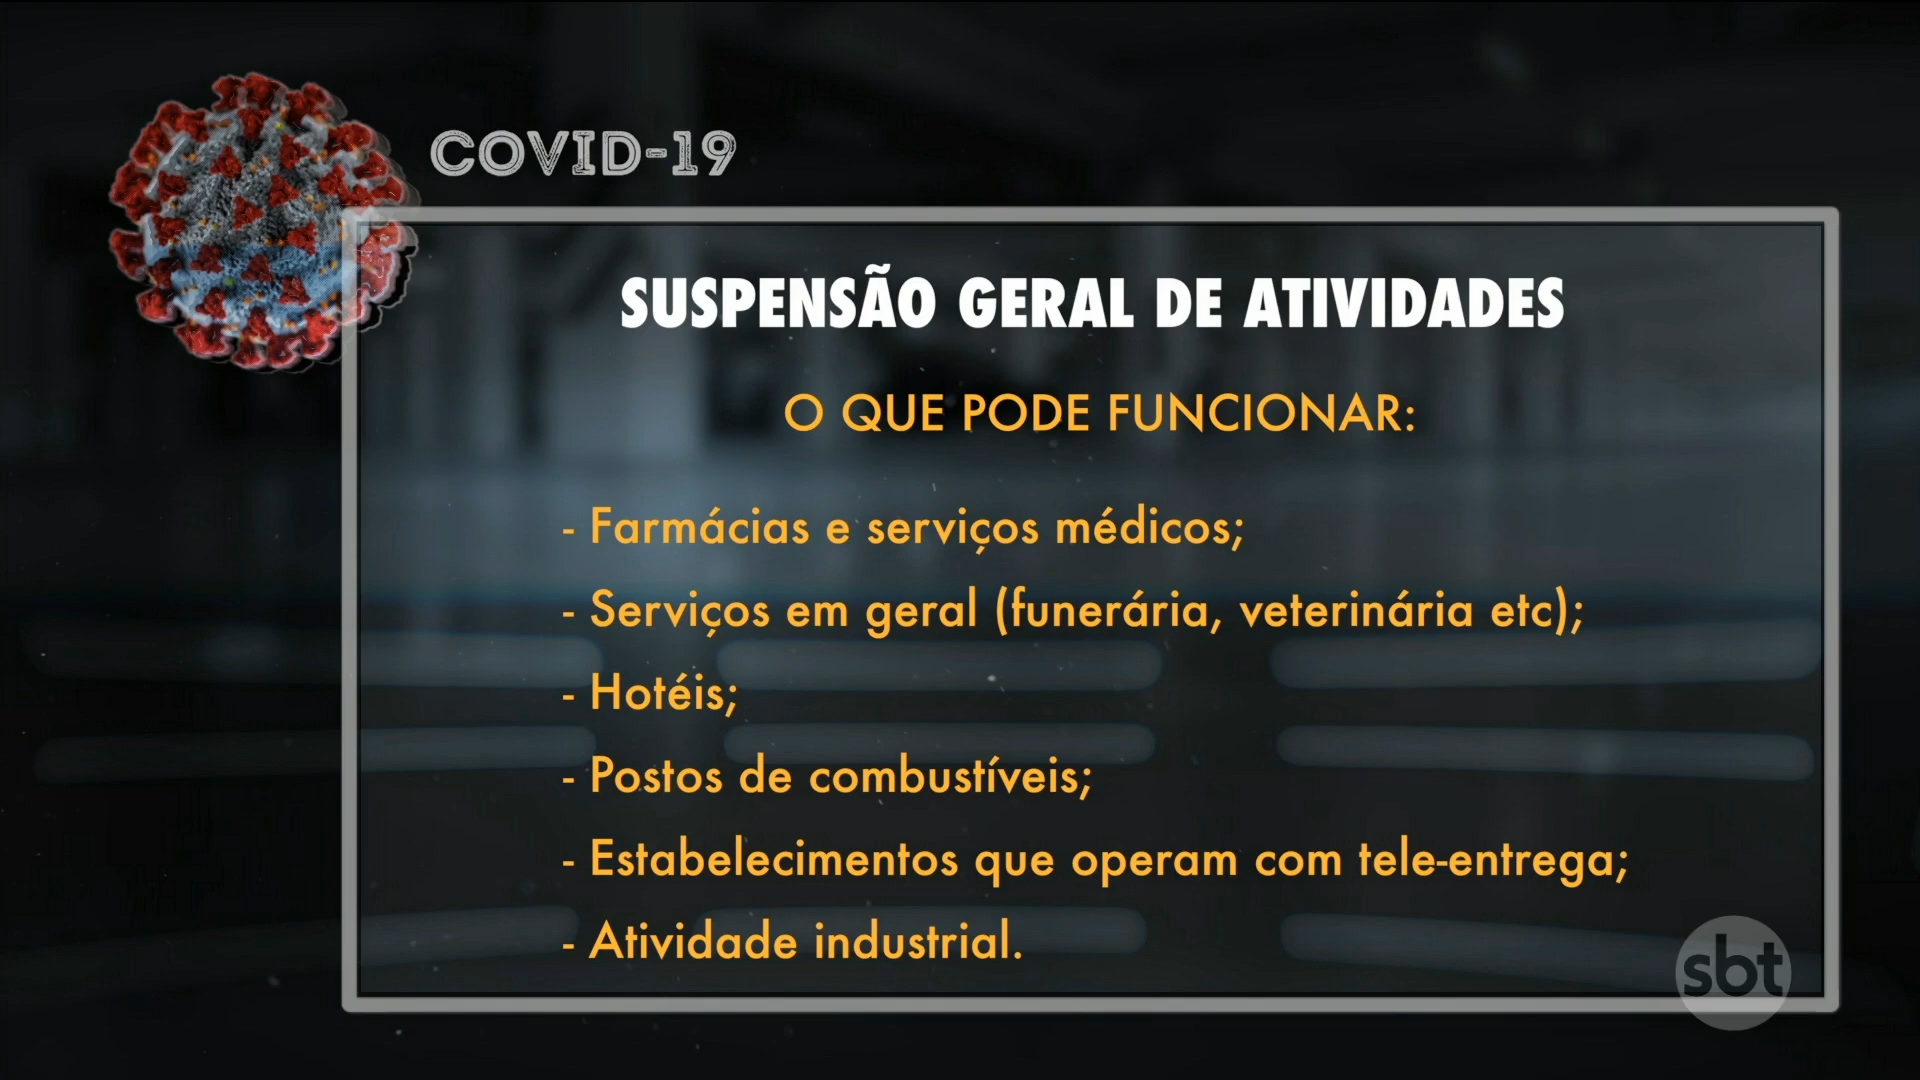 COVID-19
SUSPENSÃO GERAL DE ATIVIDADES
O QUE PODE FUNCIONAR:
- Farmácias e serviços médicos;
- Serviços em geral (funerária, veterinária etc);
- Hotéis;
- Postos de combustíveis;
- Estabelecimentos que operam com tele-entrega;
- Atividade industrial.
sbt